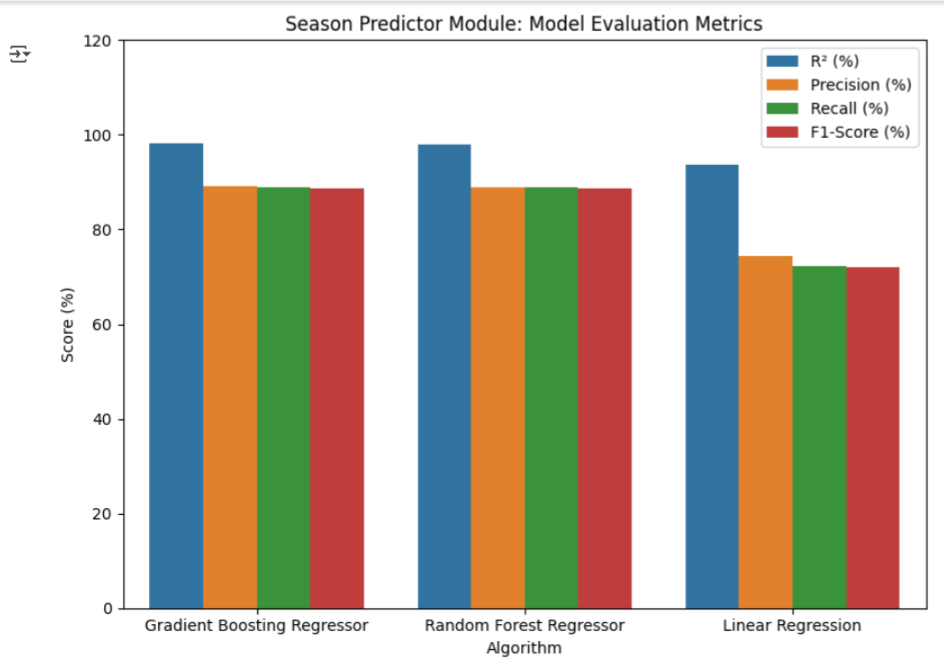 Season Predictor Module: Model Evaluation Metrics
120
100
80
60
40
20
0
Score (%)
R² (%)
Precision (%)
Recall (%)
F1-Score (%)
Gradient Boosting Regressor
Random Forest Regressor
Linear Regression
Algorithm